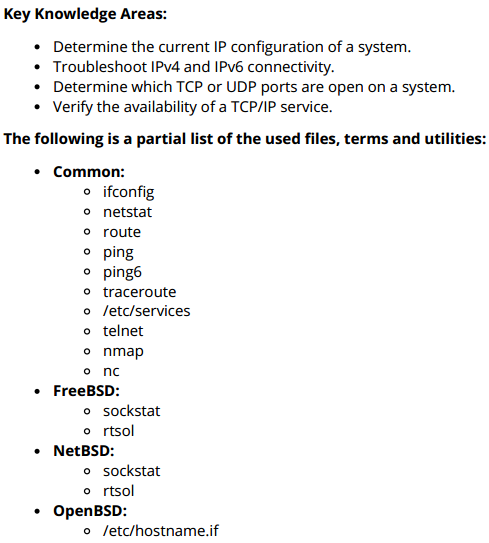 Key Knowledge Areas:
• Determine the current IP configuration of a system.
• Troubleshoot IPv4 and IPv6 connectivity.
• Determine which TCP or UDP ports are open on a system.
• Verify the availability of a TCP/IP service.
The following is a partial list of the used files, terms and utilities:
• Common:
◦ ifconfig
◦ netstat
◦ route
◦ ping
◦ ping6
◦ traceroute
◦ /etc/services
◦ telnet
◦ nmap
◦ nc
• FreeBSD:
◦ sockstat
◦ rtsol
• NetBSD:
◦ sockstat
◦ rtsol
• OpenBSD:
◦ /etc/hostname.if